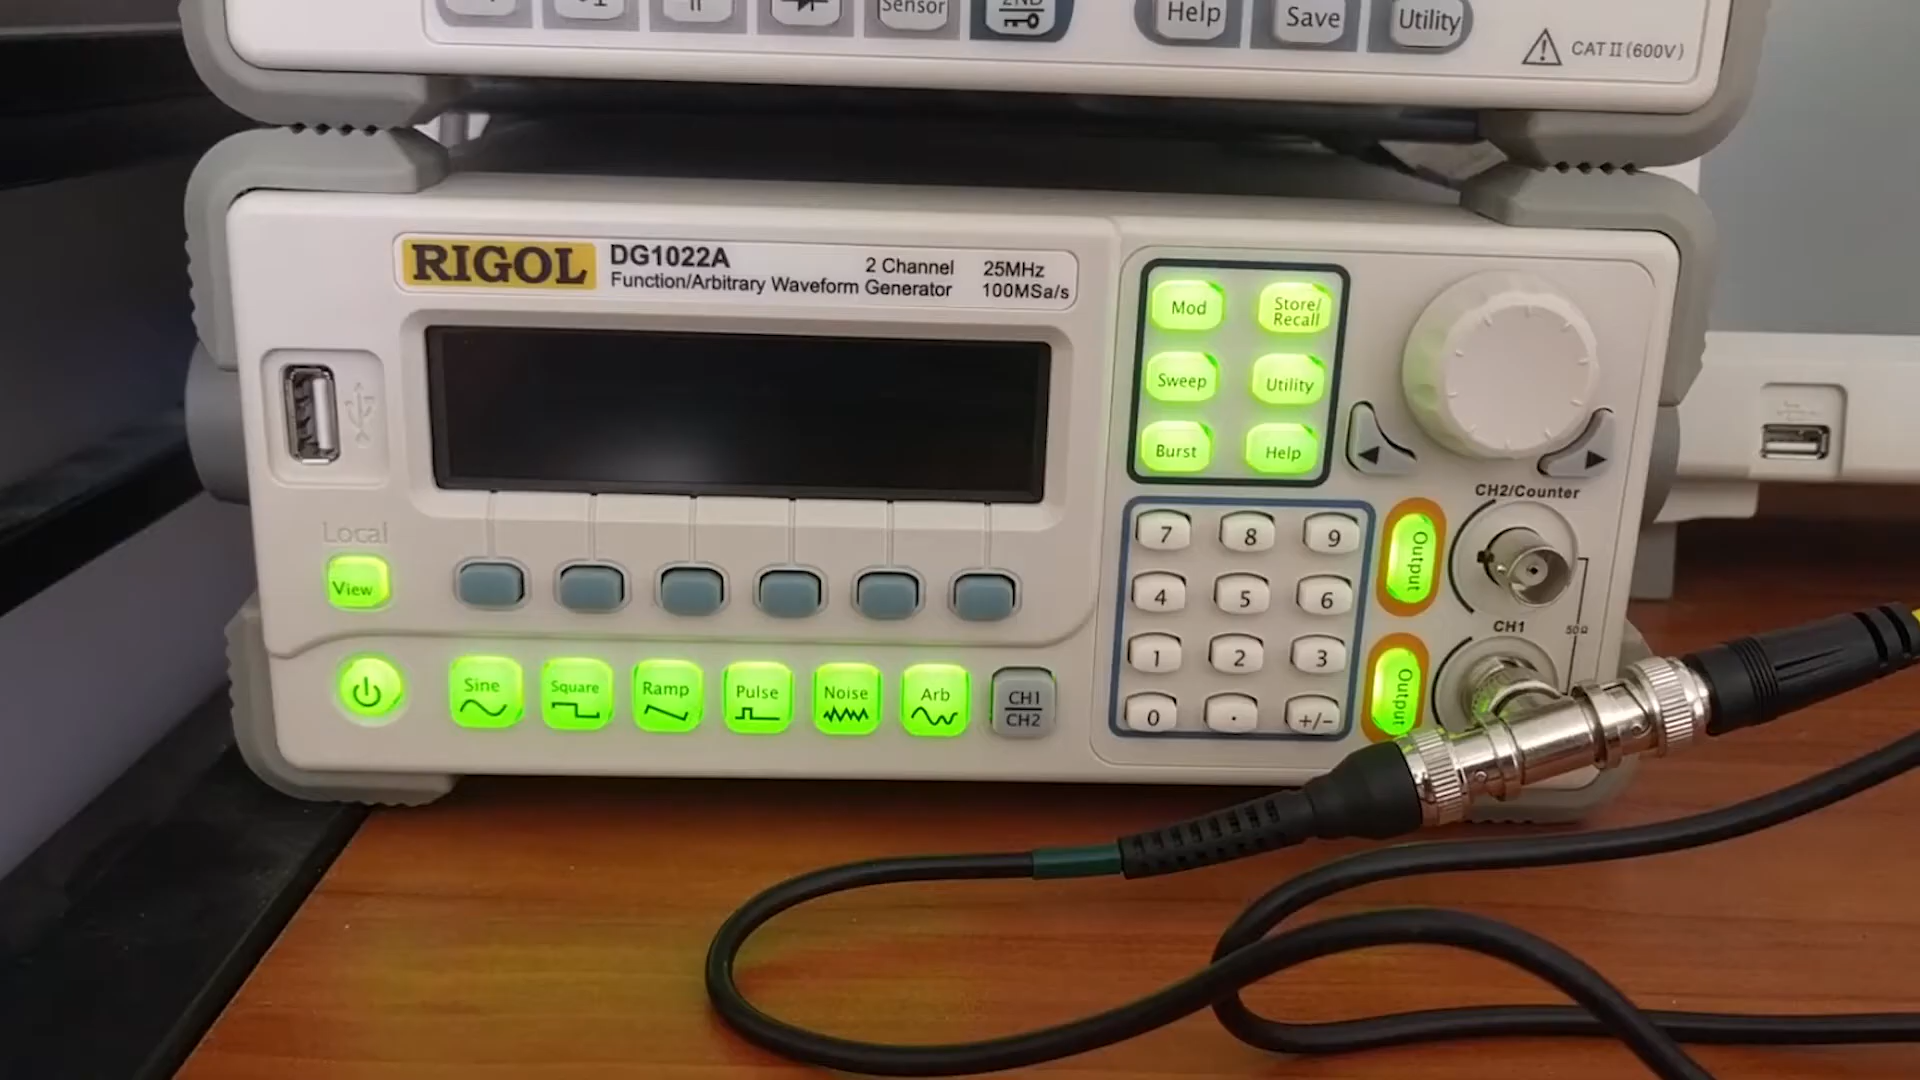 Sensor
2ND
Help
Save
Utility
CAT II (600V)
RIGOL
DG1022A
2 Channel
25MHz
Function/Arbitrary Waveform Generator
100MSa/s
Mod
Store/
Recall
Sweep
Utility
Burst
Help
Local
View
CH2/Counter
7
8
9
Output
4
5
6
CH1
50Ω
1
2
3
Output
0
.
+/-
Sine
Square
Ramp
Pulse
Noise
Arb
CH1
CH2